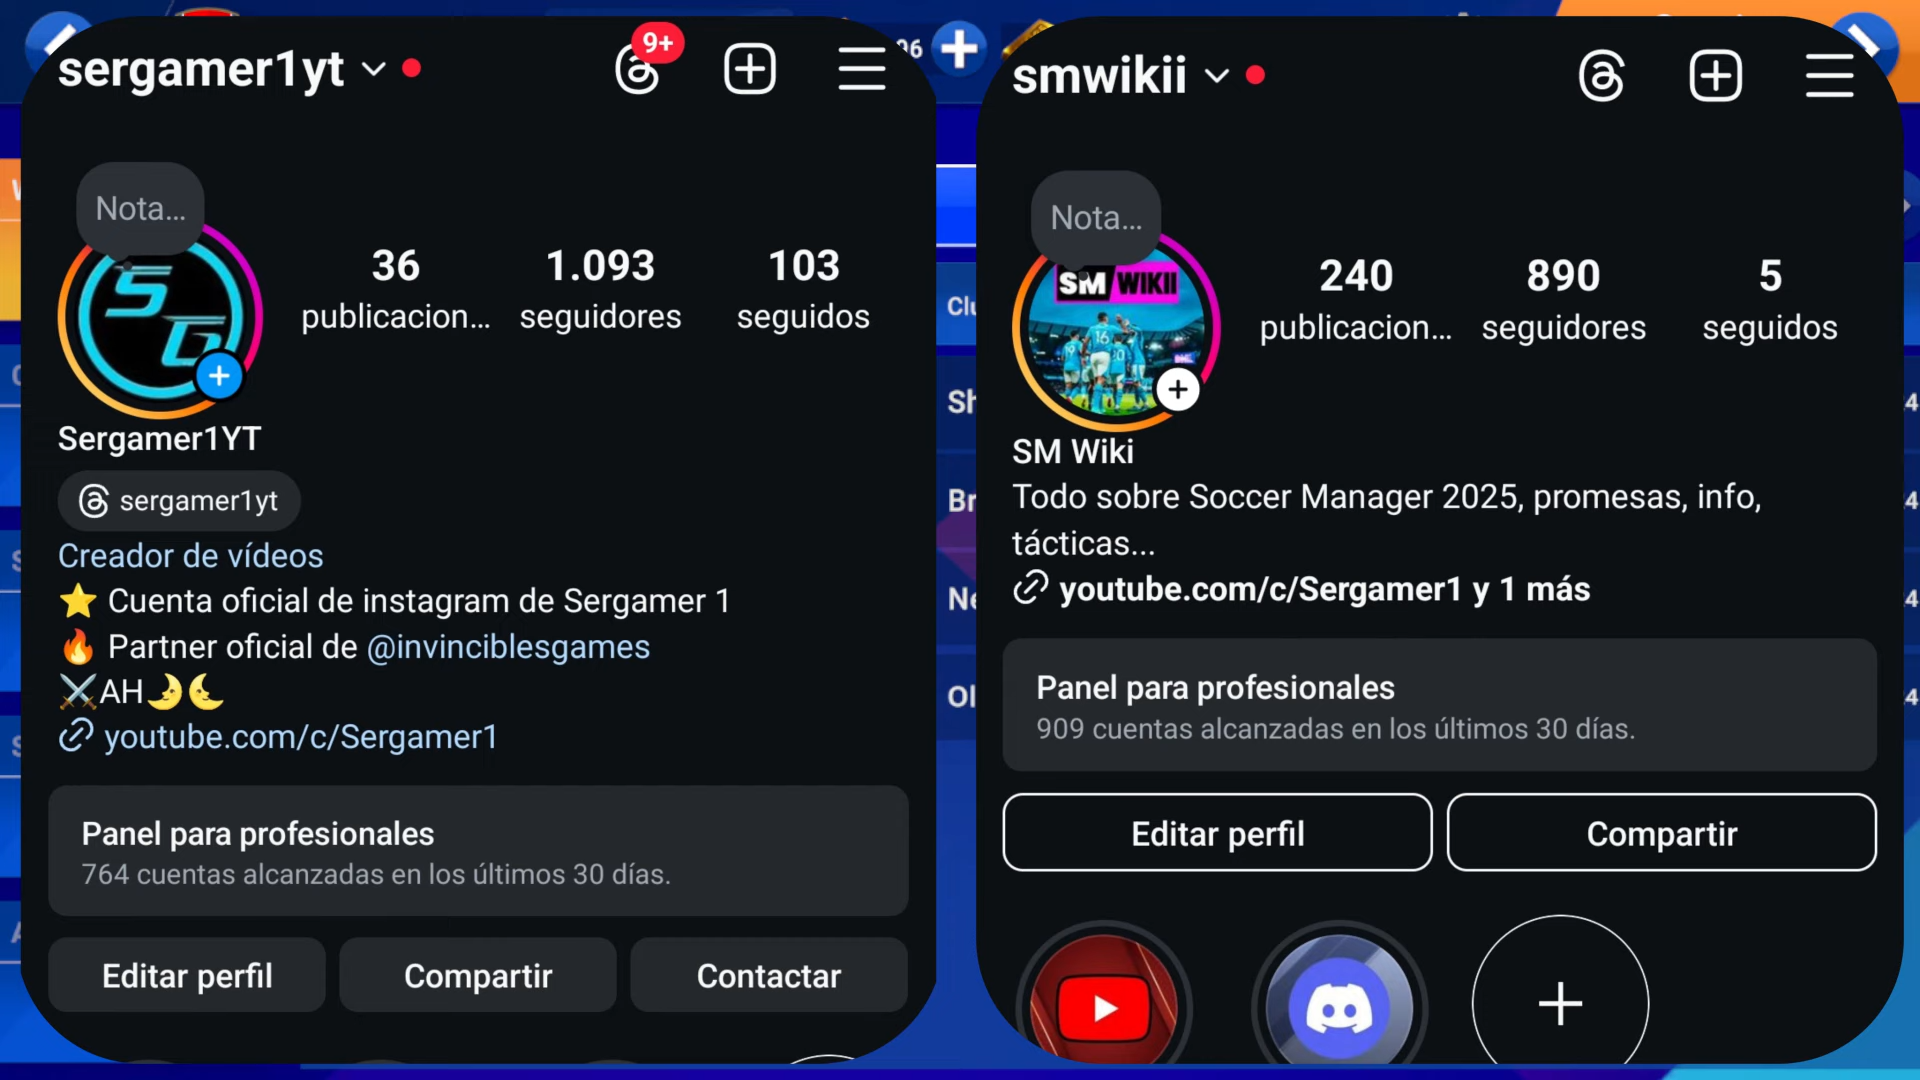 sergamer1yt
9+
Nota...
SG
36
publicacion...
1.093
seguidores
103
seguidos
Sergamer1YT
sergamer1yt
Creador de vídeos
⭐ Cuenta oficial de instagram de Sergamer 1
🔥 Partner oficial de @invinciblesgames
⚔️AH🌛🌜
youtube.com/c/Sergamer1
Panel para profesionales
764 cuentas alcanzadas en los últimos 30 días.
Editar perfil
Compartir
Contactar
smwikii
Nota...
SM WIKII
240
publicacion...
890
seguidores
5
seguidos
SM Wiki
Todo sobre Soccer Manager 2025, promesas, info,
tácticas...
youtube.com/c/Sergamer1 y 1 más
Panel para profesionales
909 cuentas alcanzadas en los últimos 30 días.
Editar perfil
Compartir